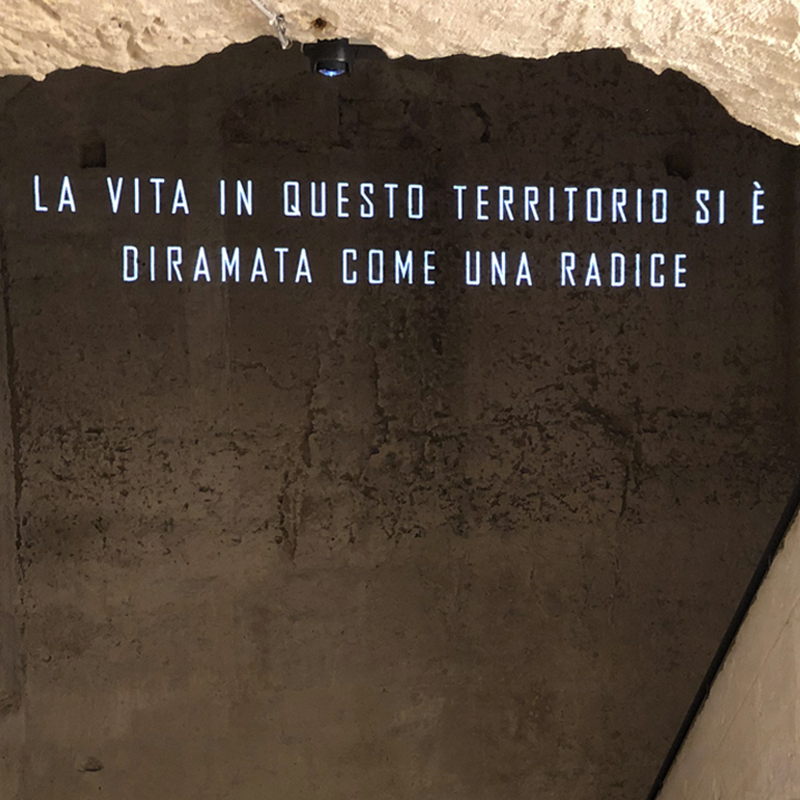 LA VITA IN QUESTO TERRITORIO SI È
DIRAMATA COME UNA RADICE